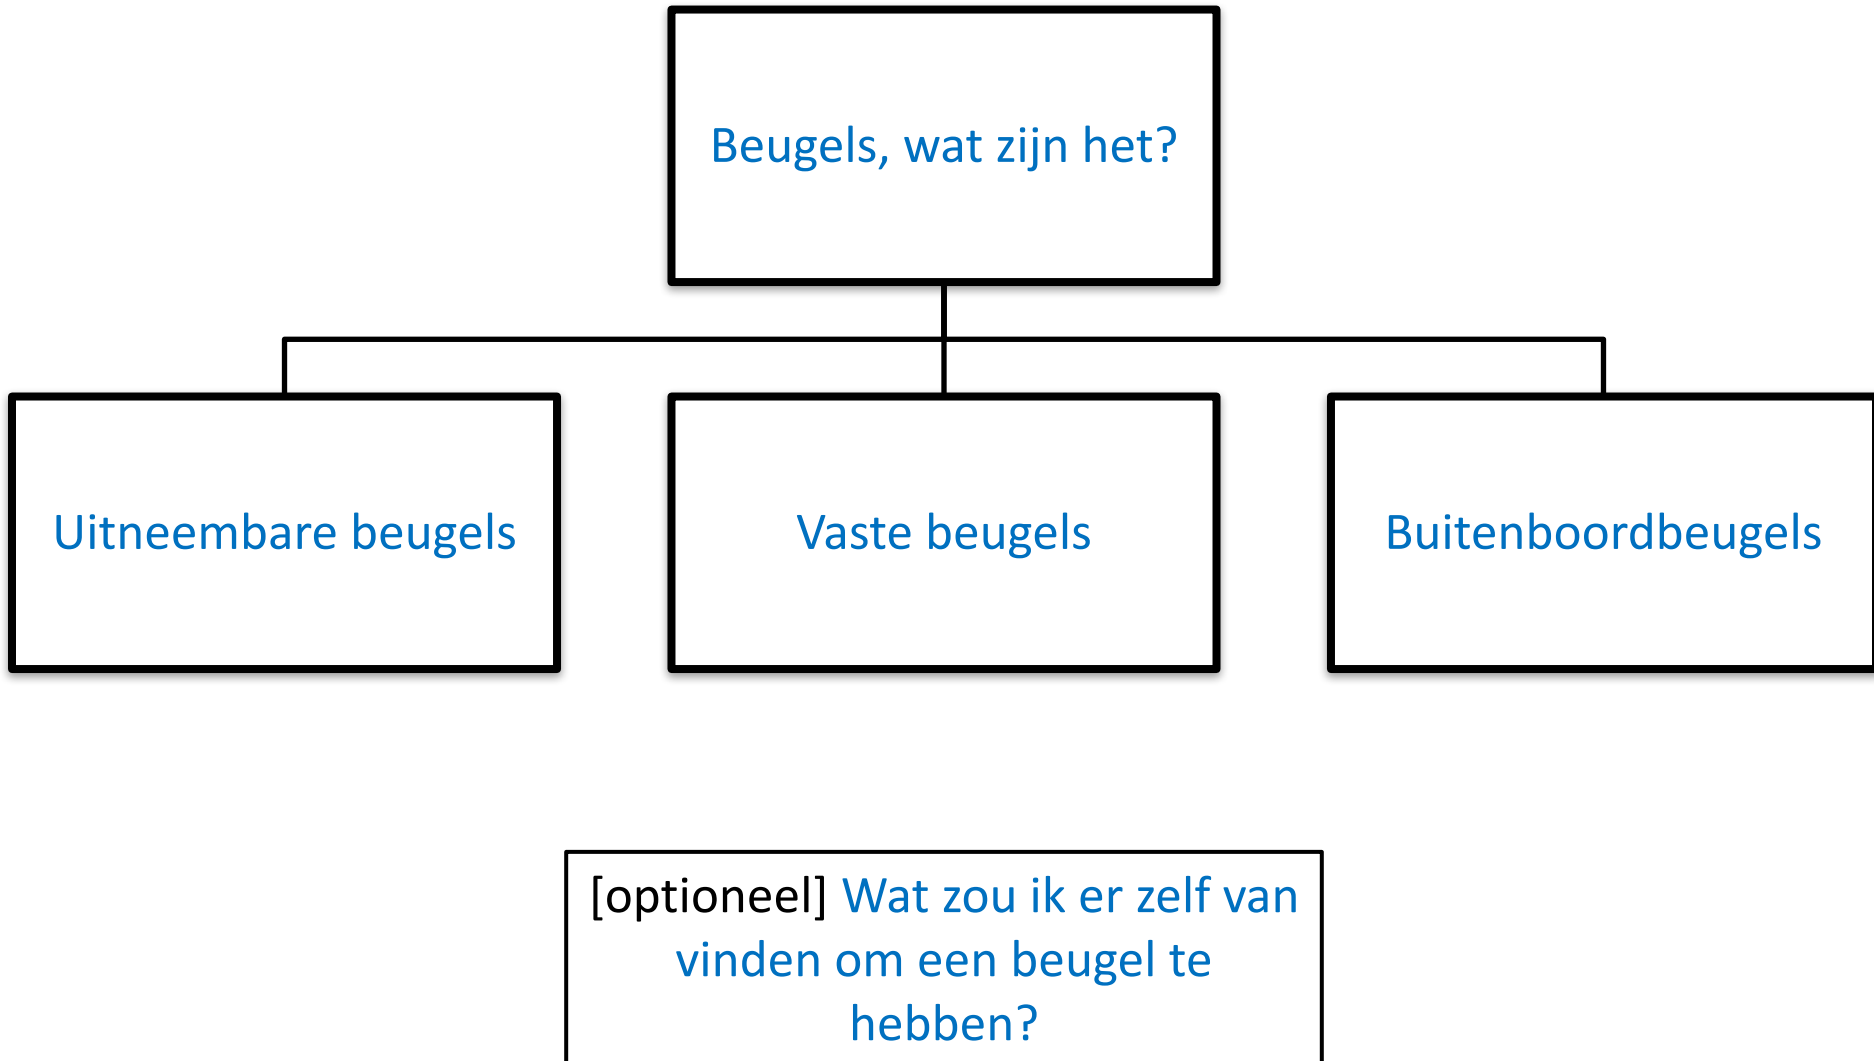 Beugels, wat zijn het?
Uitneembare beugels
Vaste beugels
Buitenboordbeugels
[optioneel] Wat zou ik er zelf van
vinden om een beugel te
hebben?